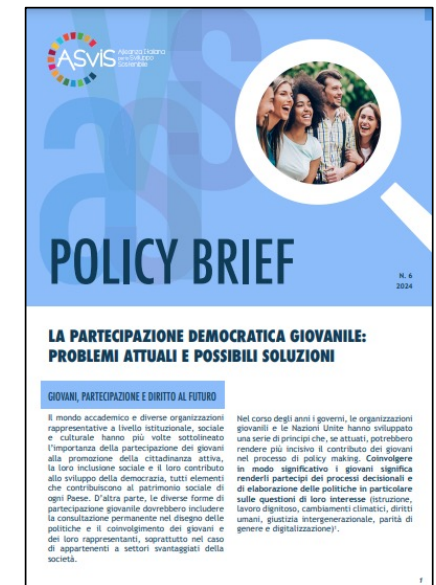 ASviS
Alleanza Italiana
per lo Sviluppo
Sostenibile
POLICY BRIEF
N. 6
2024
LA PARTECIPAZIONE DEMOCRATICA GIOVANILE:
PROBLEMI ATTUALI E POSSIBILI SOLUZIONI
GIOVANI, PARTECIPAZIONE E DIRITTO AL FUTURO
Il mondo accademico e diverse organizzazioni
rappresentative a livello istituzionale, sociale
e culturale hanno più volte sottolineato
l'importanza della partecipazione dei giovani
alla promozione della cittadinanza attiva,
la loro inclusione sociale e il loro contributo
allo sviluppo della democrazia, tutti elementi
che contribuiscono al patrimonio sociale di
ogni Paese. D'altra parte, le diverse forme di
partecipazione giovanile dovrebbero includere
la consultazione permanente nel disegno delle
politiche e il coinvolgimento dei giovani e
dei loro rappresentanti, soprattutto nel caso
di appartenenti a settori svantaggiati della
società.
Nel corso degli anni i governi, le organizzazioni
giovanili e le Nazioni Unite hanno sviluppato
una serie di principi che, se attuati, potrebbero
rendere più incisivo il contributo dei giovani
nel processo di policy making. Coinvolgere
in modo significativo i giovani significa
renderli partecipi dei processi decisionali e
di elaborazione delle politiche in particolare
sulle questioni di loro interesse (istruzione,
lavoro dignitoso, cambiamenti climatici, diritti
umani, giustizia intergenerazionale, parità di
genere e digitalizzazione)¹.
1